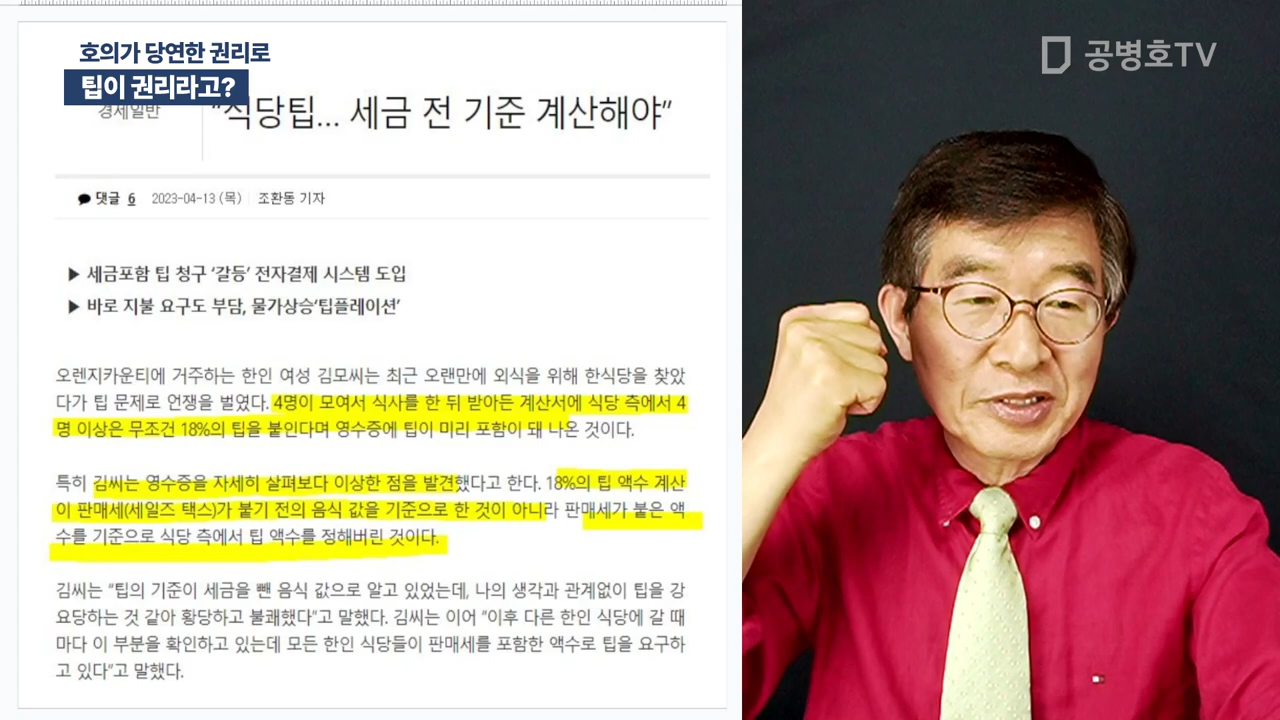 호의가 당연한 권리로
팁이 권리라고?
공병호TV
경제일반
"식당팁... 세금 전 기준 계산해야"
댓글 6 2023-04-13 (목) 조환동 기자
▶ 세금포함 팁 청구 ‘갈등’ 전자결제 시스템 도입
▶ 바로 지불 요구도 부담, 물가상승‘팁플레이션’
오렌지카운티에 거주하는 한인 여성 김모씨는 최근 오랜만에 외식을 위해 한식당을 찾았
다가 팁 문제로 언쟁을 벌였다. 4명이 모여서 식사를 한 뒤 받아든 계산서에 식당 측에서 4
명 이상은 무조건 18%의 팁을 붙인다며 영수증에 팁이 미리 포함이 돼 나온 것이다.
특히 김씨는 영수증을 자세히 살펴보다 이상한 점을 발견했다고 한다. 18%의 팁 액수 계산
이 판매세(세일즈 택스)가 붙기 전의 음식 값을 기준으로 한 것이 아니라 판매세가 붙은 액
수를 기준으로 식당 측에서 팁 액수를 정해버린 것이다.
김씨는 “팁의 기준이 세금을 뺀 음식 값으로 알고 있었는데, 나의 생각과 관계없이 팁을 강
요당하는 것 같아 황당하고 불쾌했다”고 말했다. 김씨는 이어 “이후 다른 한인 식당에 갈 때
마다 이 부분을 확인하고 있는데 모든 한인 식당들이 판매세를 포함한 액수로 팁을 요구하
고 있다”고 말했다.